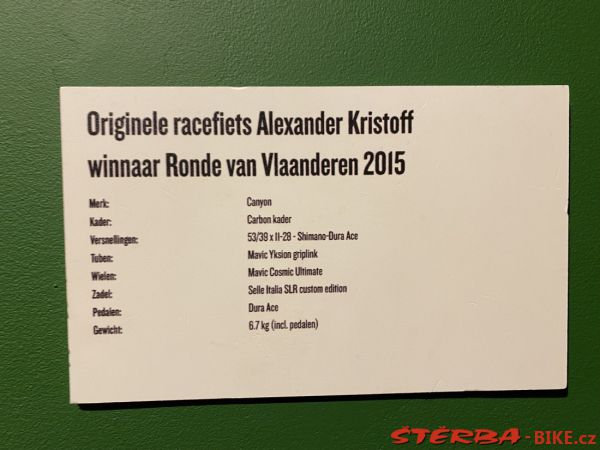 Originele racefiets Alexander Kristoff
winnaar Ronde van Vlaanderen 2015
Merk: Canyon
Kader: Carbon kader
Versnellingen: 53/39 x 11-28 - Shimano-Dura Ace
Tuben: Mavic Yksion griplink
Wielen: Mavic Cosmic Ultimate
Zadel: Selle Italia SLR custom edition
Pedalen: Dura Ace
Gewicht: 6.7 kg (incl. pedalen)
ŠTĚRBA-BIKE.cz